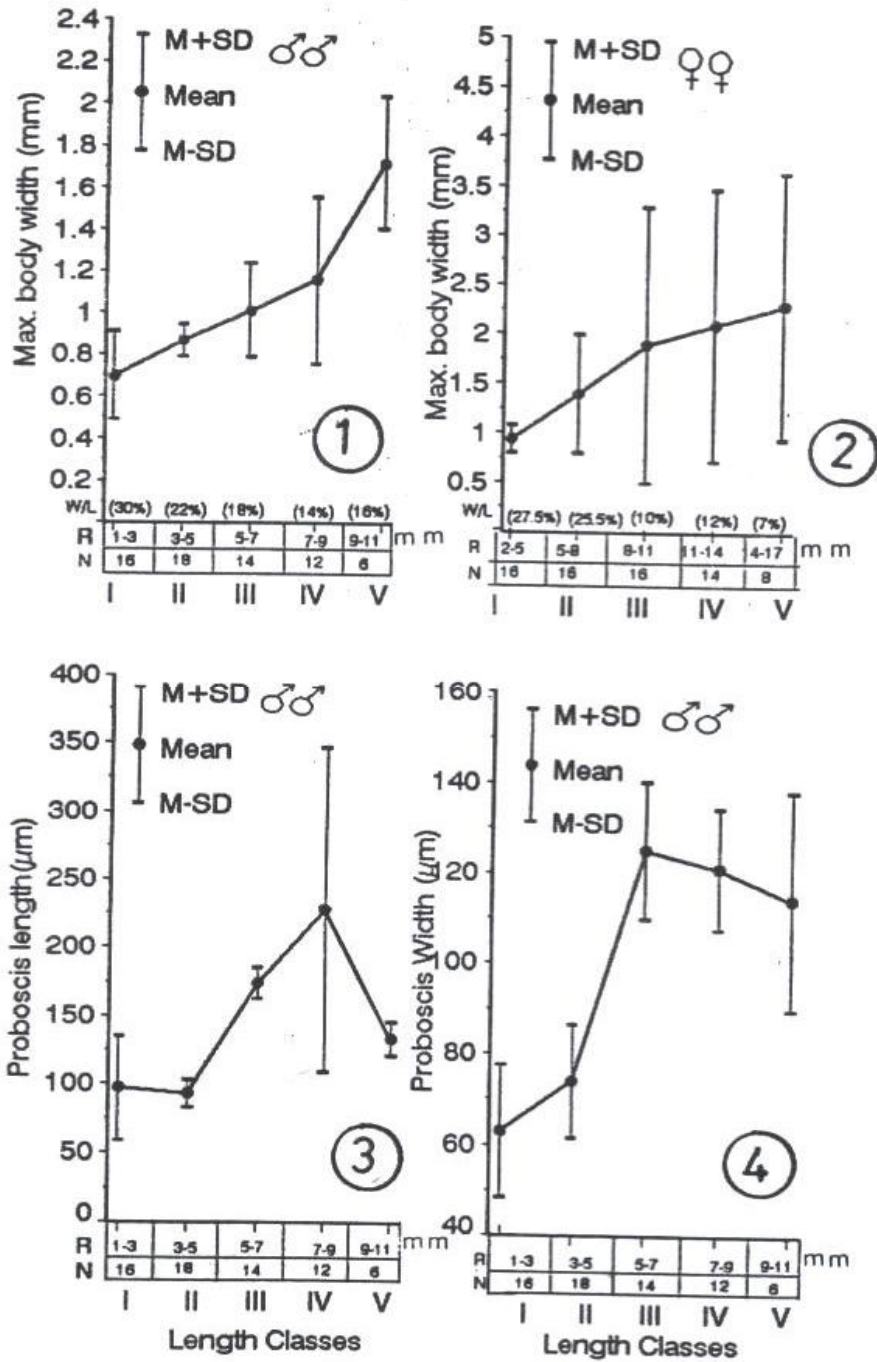 2.4
2.2
2
1.8
1.6
1.4
1.2
1
0.8
0.6
0.4
0.2
Max. body width (mm)
M+SD ♂♂
Mean
M-SD
1
W/L (30%) (22%) (18%) (14%) (16%)
R 1-3 3-5 5-7 7-9 9-11 mm
N 16 18 14 12 6
I II III IV V
5
4.5
4
3.5
3
2.5
2
1.5
1
0.5
0
Max. body width (mm)
M+SD ♀♀
Mean
M-SD
2
W/L (27.5%) (25.5%) (10%) (12%) (7%)
R 2-5 5-8 8-11 11-14 14-17 mm
N 16 16 16 14 8
I II III IV V
400
350
300
250
200
150
100
50
0
Proboscis length (μm)
M+SD ♂♂
Mean
M-SD
3
R 1-3 3-5 5-7 7-9 9-11 mm
N 16 18 14 12 6
I II III IV V
Length Classes
160
140
120
100
80
60
40
Proboscis Width (μm)
M+SD ♂♂
Mean
M-SD
4
R 1-3 3-5 5-7 7-9 9-11 mm
N 16 18 14 12 6
I II III IV V
Length Classes